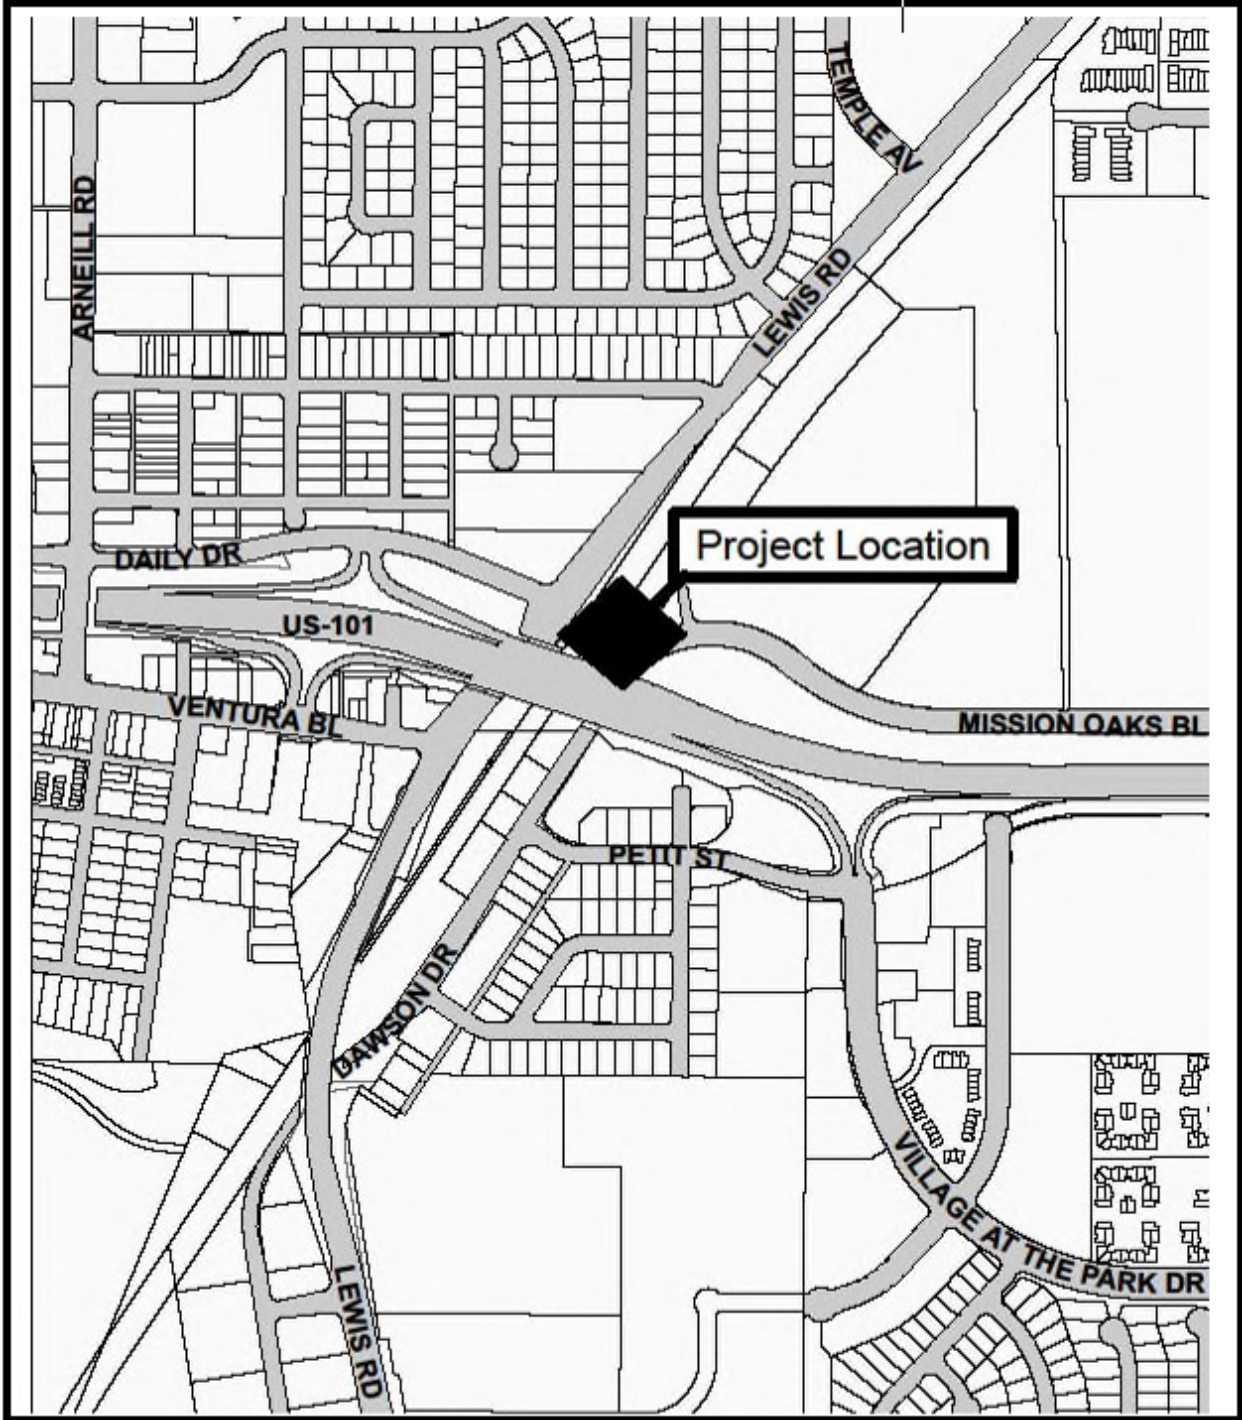 TEMPLE AV
ARNEILL RD
LEWIS RD
Project Location
DAILY DR
US-101
VENTURA BL
MISSION OAKS BL
PETIT ST
DAWSON DR
VILLAGE AT THE PARK DR
LEWIS RD